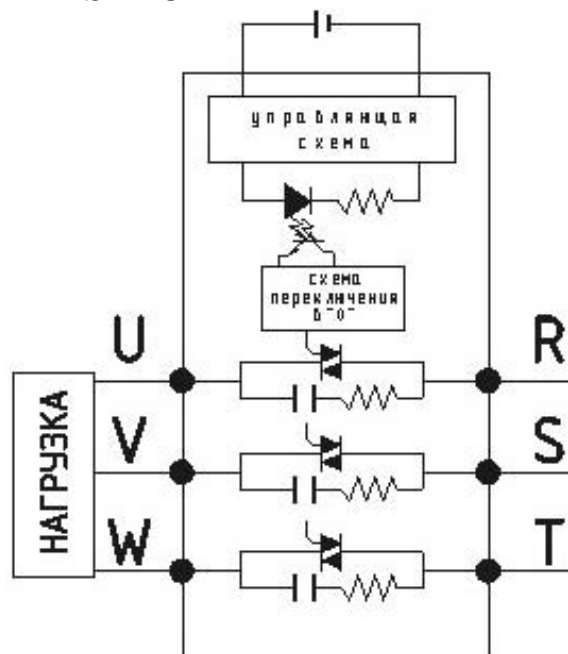 управляющая
схема
схема
переключения
в "0"
U
R
НАГРУЗКА
V
S
W
T